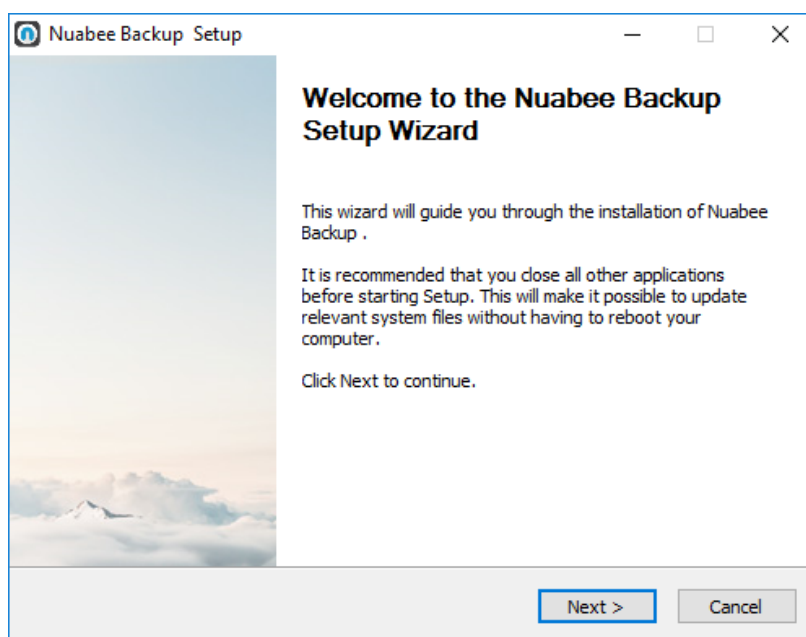 Nuabee Backup  Setup
Welcome to the Nuabee Backup
Setup Wizard
This wizard will guide you through the installation of Nuabee
Backup .
It is recommended that you close all other applications
before starting Setup. This will make it possible to update
relevant system files without having to reboot your
computer.
Click Next to continue.
Next >
Cancel